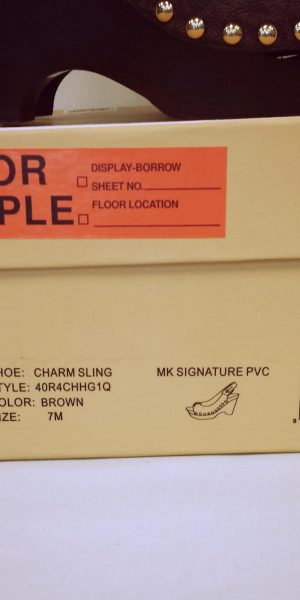 OR
PLE
DISPLAY-BORROW
SHEET NO.
FLOOR LOCATION
HOE: CHARM SLING MK SIGNATURE PVC
TYLE: 40R4CHHG1Q
OLOR: BROWN
IZE: 7M